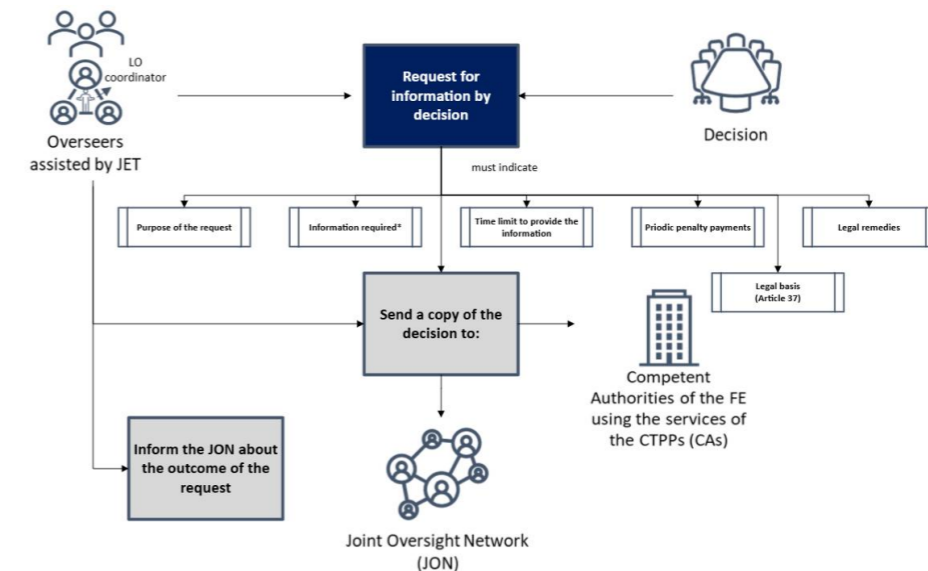 LO
coordinator
Overseers
assisted by JET
Request for
information by
decision
Decision
must indicate
Purpose of the request
Information required*
Time limit to provide the
information
Priodic penalty payments
Legal remedies
Legal basis
(Article 37)
Send a copy of the
decision to:
Competent
Authorities of the FE
using the services of
the CTPPs (CAs)
Inform the JON about
the outcome of the
request
Joint Oversight Network
(JON)